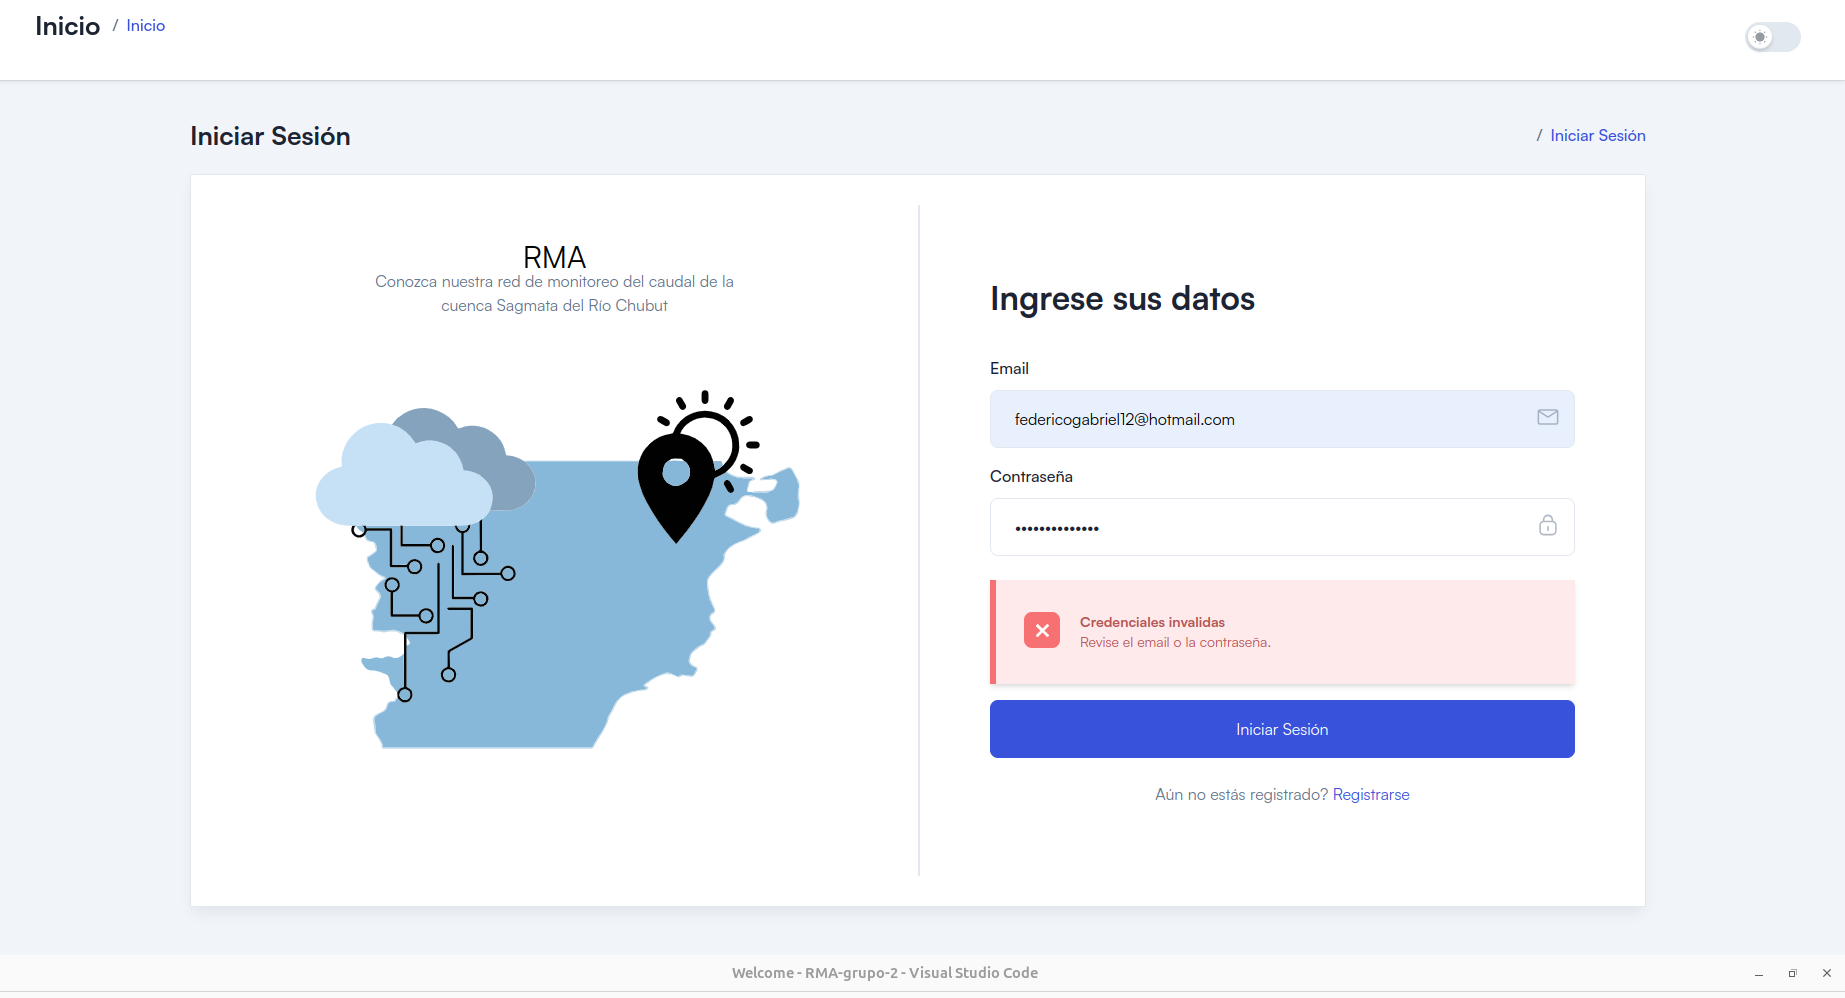 Inicio / Inicio
Iniciar Sesión
/ Iniciar Sesión
RMA
Conozca nuestra red de monitoreo del caudal de la
cuenca Sagmata del Río Chubut
Ingrese sus datos
Email
federicogabriel12@hotmail.com
Contraseña
••••••••••••••
Credenciales invalidas
Revise el email o la contraseña.
Iniciar Sesión
Aún no estás registrado? Registrarse
Welcome - RMA-grupo-2 - Visual Studio Code